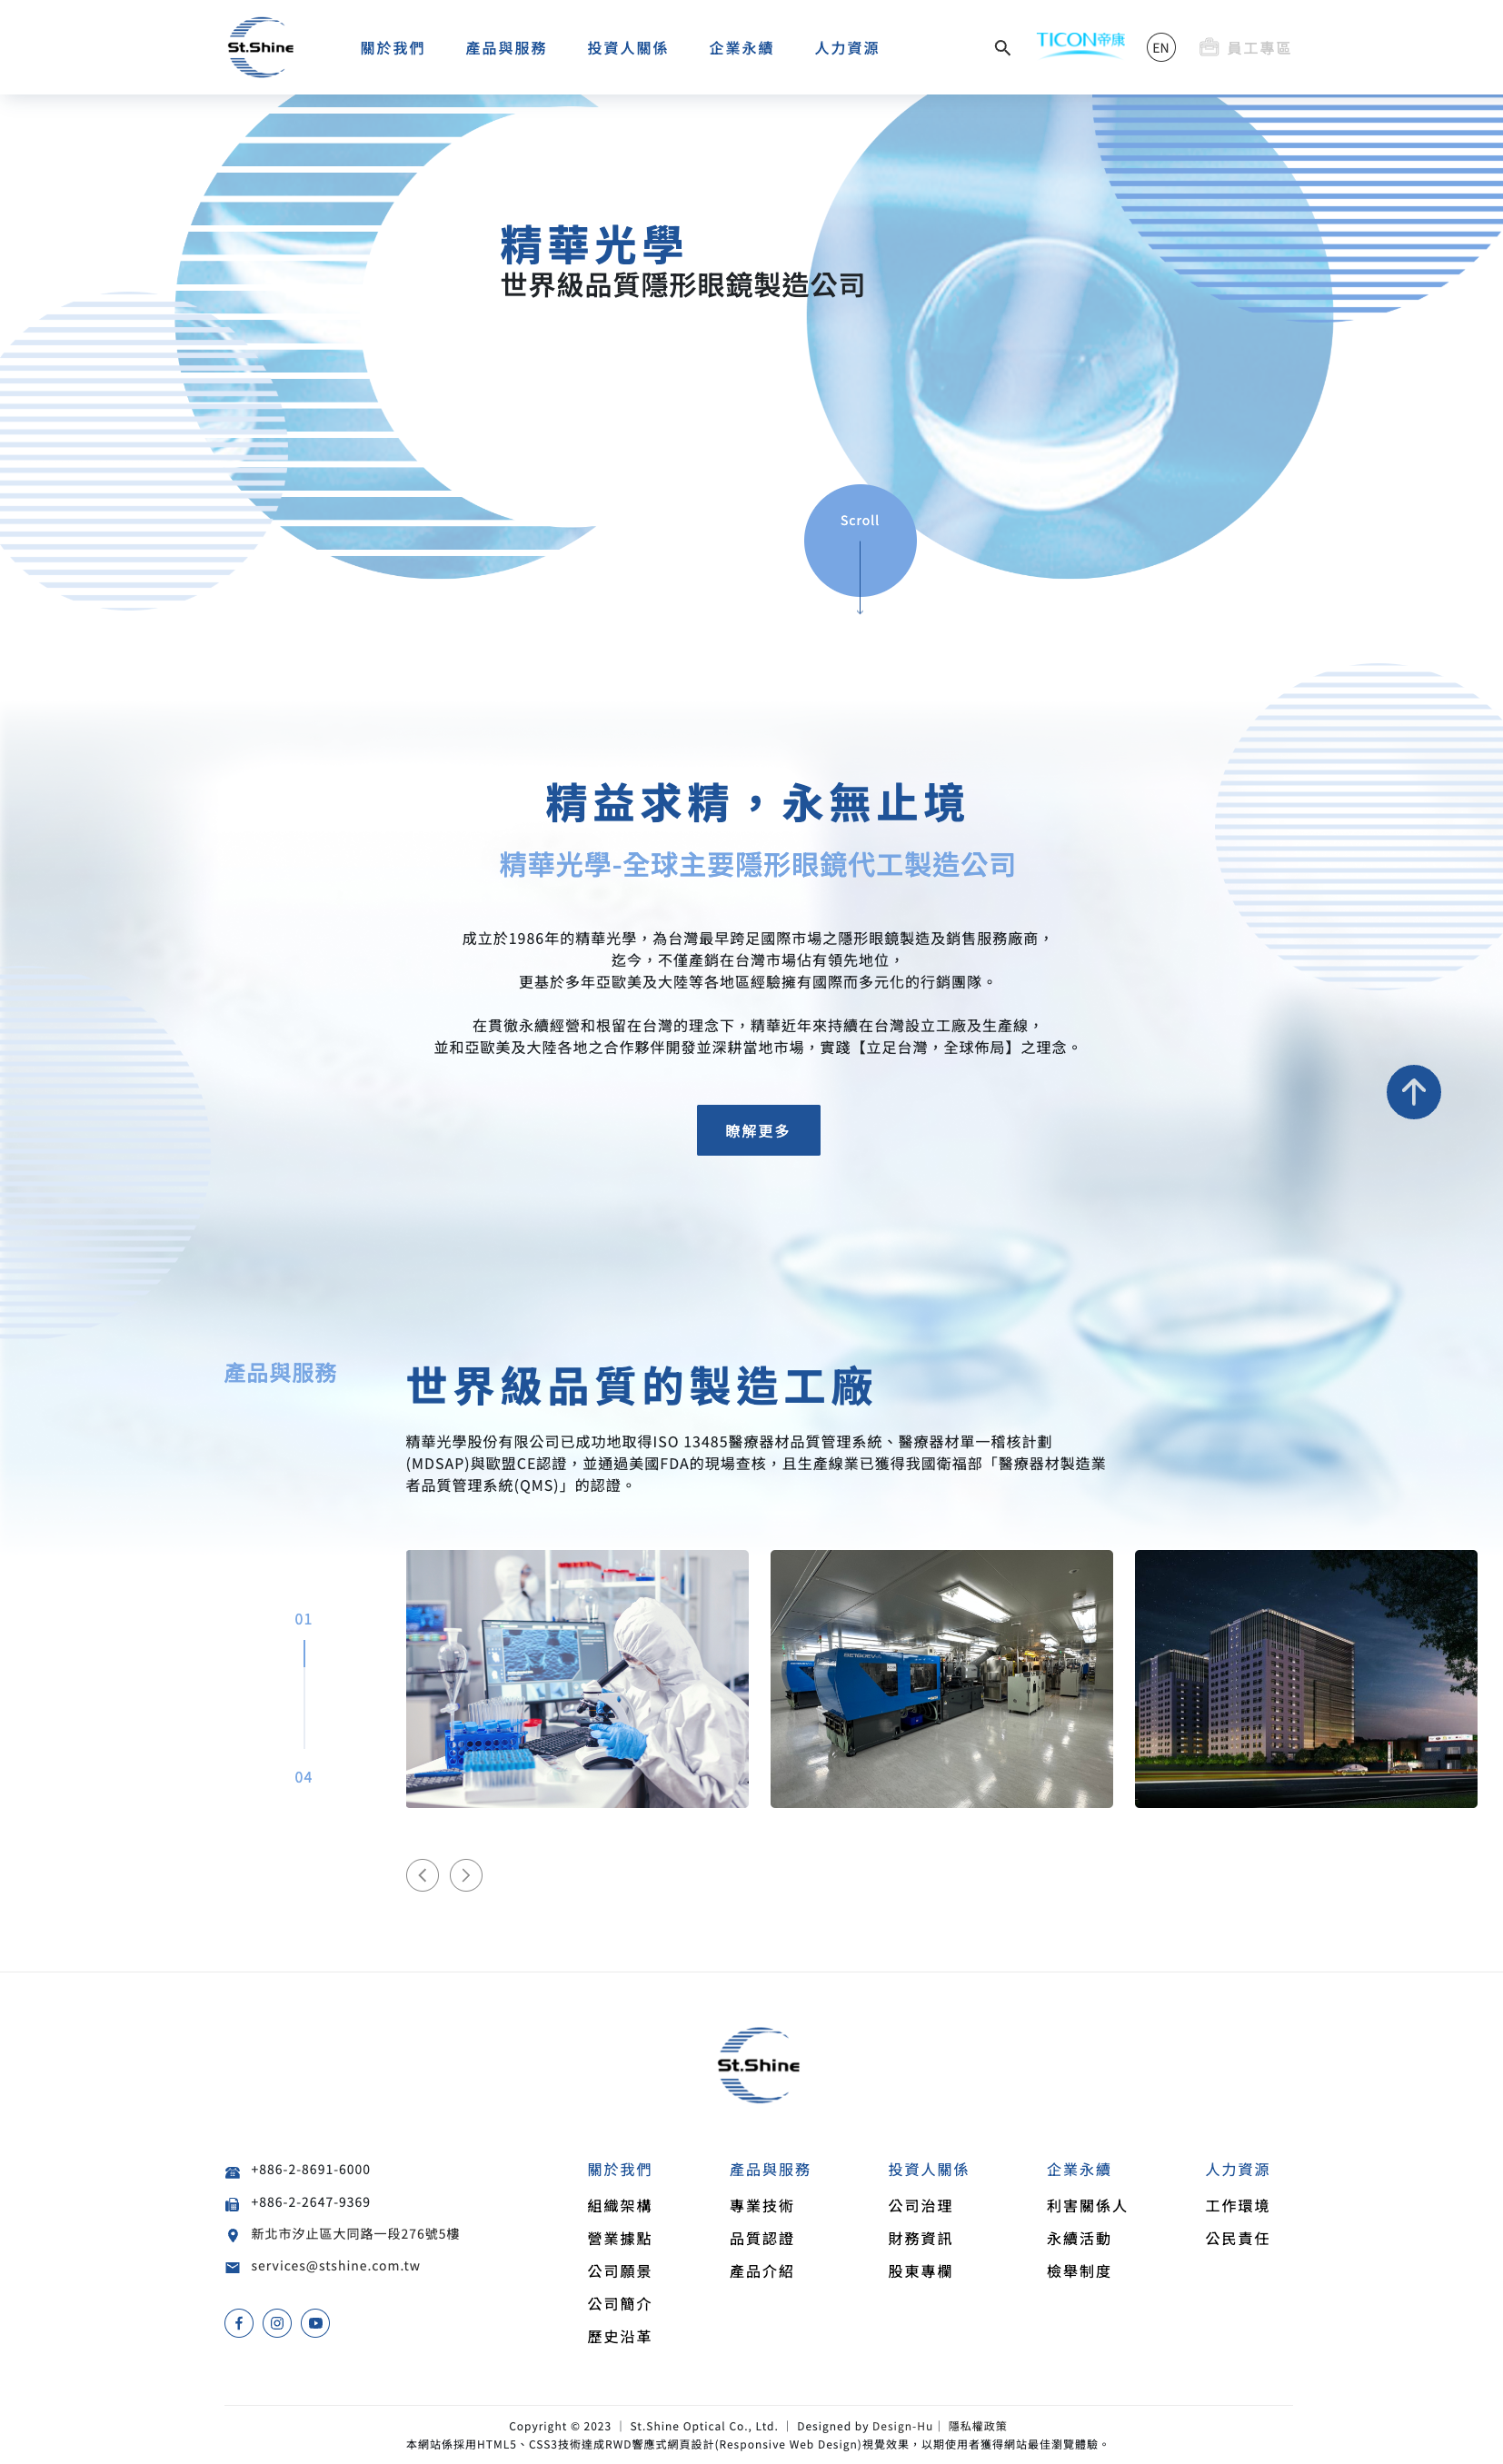 St.Shine
關於我們 產品與服務 投資人關係 企業永續 人力資源 TICON帝康 EN 員工專區
精華光學
世界級品質隱形眼鏡製造公司
Scroll
精益求精，永無止境
精華光學-全球主要隱形眼鏡代工製造公司
成立於1986年的精華光學，為台灣最早跨足國際市場之隱形眼鏡製造及銷售服務廠商，
迄今，不僅產銷在台灣市場佔有領先地位，
更基於多年亞歐美及大陸等各地區經驗擁有國際而多元化的行銷團隊。
在貫徹永續經營和根留在台灣的理念下，精華近年來持續在台灣設立工廠及生產線，
並和亞歐美及大陸各地之合作夥伴開發並深耕當地市場，實踐【立足台灣，全球佈局】之理念。
瞭解更多
產品與服務
世界級品質的製造工廠
精華光學股份有限公司已成功地取得ISO 13485醫療器材品質管理系統、醫療器材單一稽核計劃
(MDSAP)與歐盟CE認證，並通過美國FDA的現場查核，且生產線業已獲得我國衛福部「醫療器材製造業
者品質管理系統(QMS)」的認證。
01
04
St.Shine
+886-2-8691-6000
+886-2-2647-9369
新北市汐止區大同路一段276號5樓
services@stshine.com.tw
關於我們
組織架構
營業據點
公司願景
公司簡介
歷史沿革
產品與服務
專業技術
品質認證
產品介紹
投資人關係
公司治理
財務資訊
股東專欄
企業永續
利害關係人
永續活動
檢舉制度
人力資源
工作環境
公民責任
Copyright © 2023 | St.Shine Optical Co., Ltd. | Designed by Design-Hu | 隱私權政策
本網站係採用HTML5、CSS3技術達成RWD響應式網頁設計(Responsive Web Design)視覺效果，以期使用者獲得網站最佳瀏覽體驗。